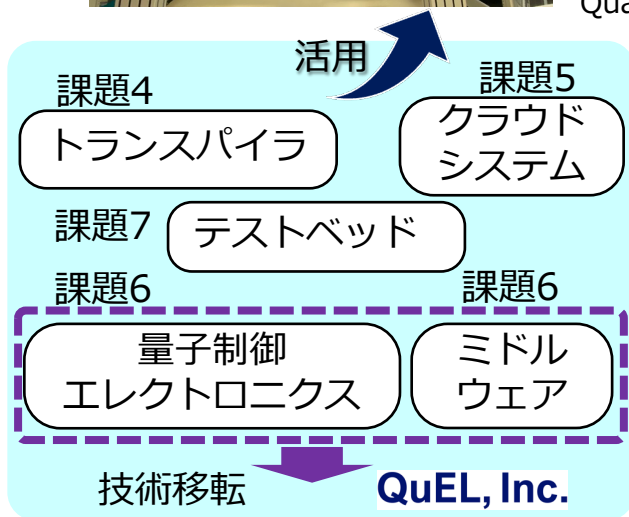 Qua
活用
課題4
課題5
トランスパイラ
クラウド
システム
課題7
テストベッド
課題6
課題6
量子制御
エレクトロニクス
ミドル
ウェア
技術移転
QuEL, Inc.